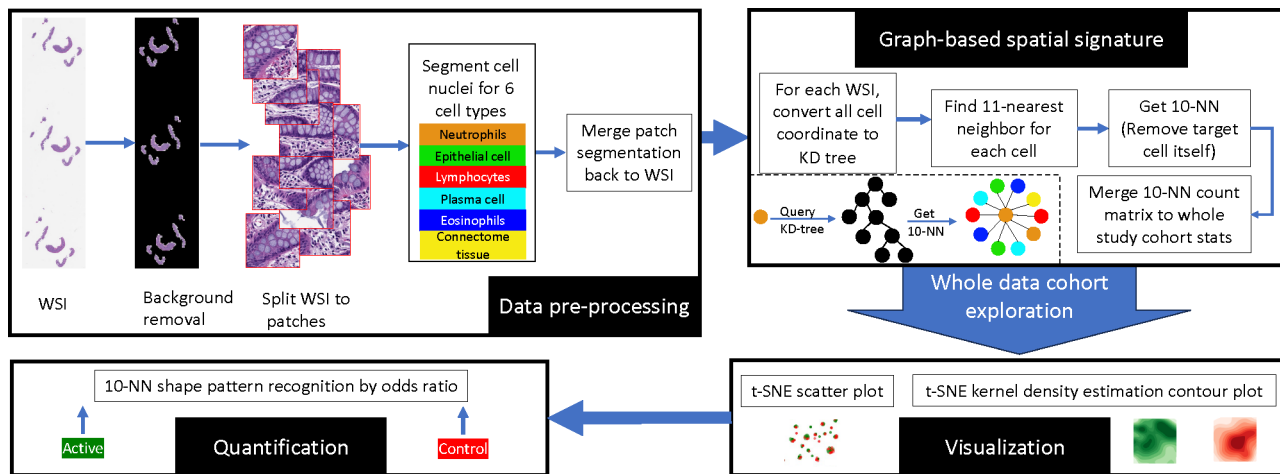 WSI
Background
removal
Split WSI to
patches
Segment cell
nuclei for 6
cell types
Neutrophils
Epithelial cell
Lymphocytes
Plasma cell
Eosinophils
Connectome
tissue
Merge patch
segmentation
back to WSI
Data pre-processing
Graph-based spatial signature
For each WSI,
convert all cell
coordinate to
KD tree
Find 11-nearest
neighbor for
each cell
Get 10-NN
(Remove target
cell itself)
Merge 10-NN count
matrix to whole
study cohort stats
Query
KD-tree
Get
10-NN
Whole data cohort
exploration
t-SNE scatter plot
t-SNE kernel density estimation contour plot
Visualization
10-NN shape pattern recognition by odds ratio
Active
Quantification
Control